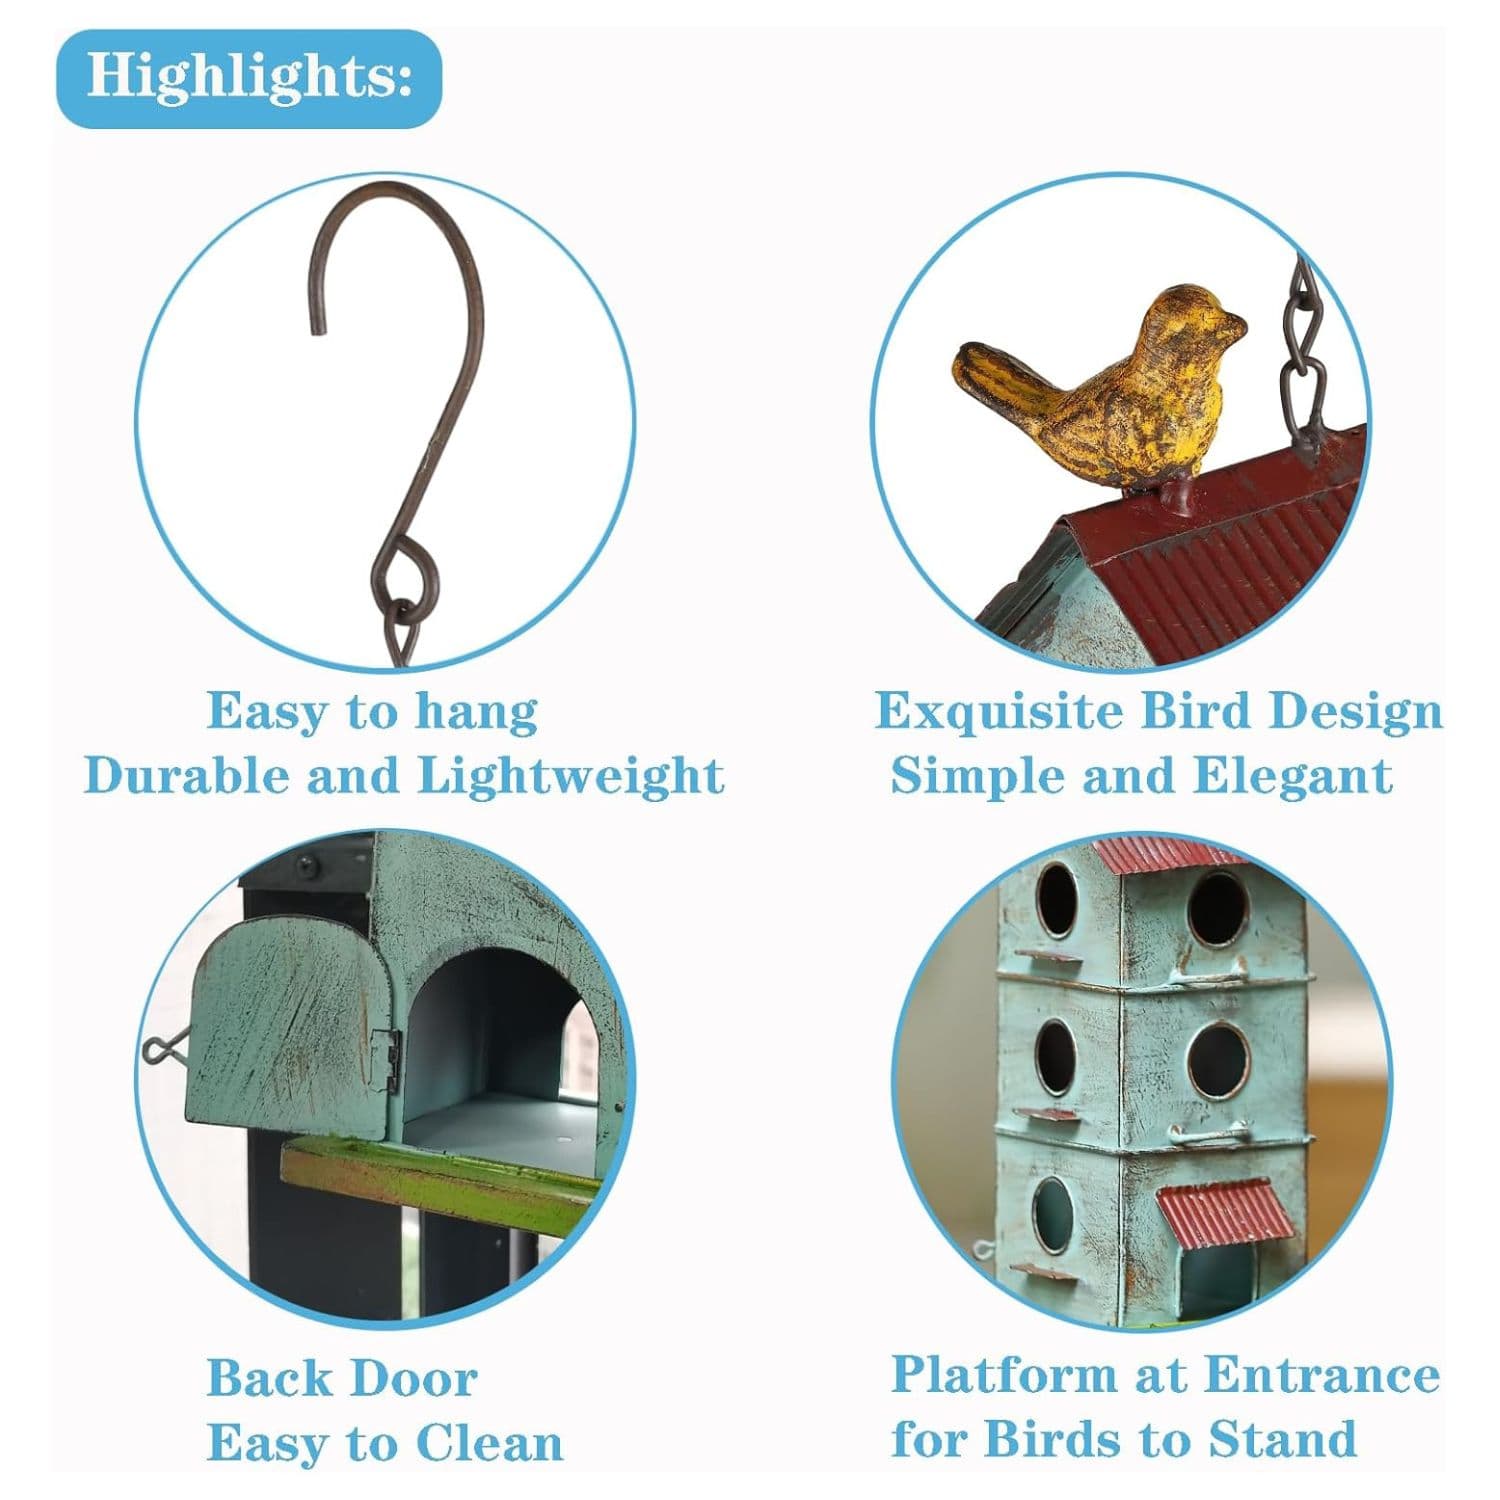 Highlights:
Easy to hang
Durable and Lightweight
Exquisite Bird Design
Simple and Elegant
Back Door
Easy to Clean
Platform at Entrance
for Birds to Stand